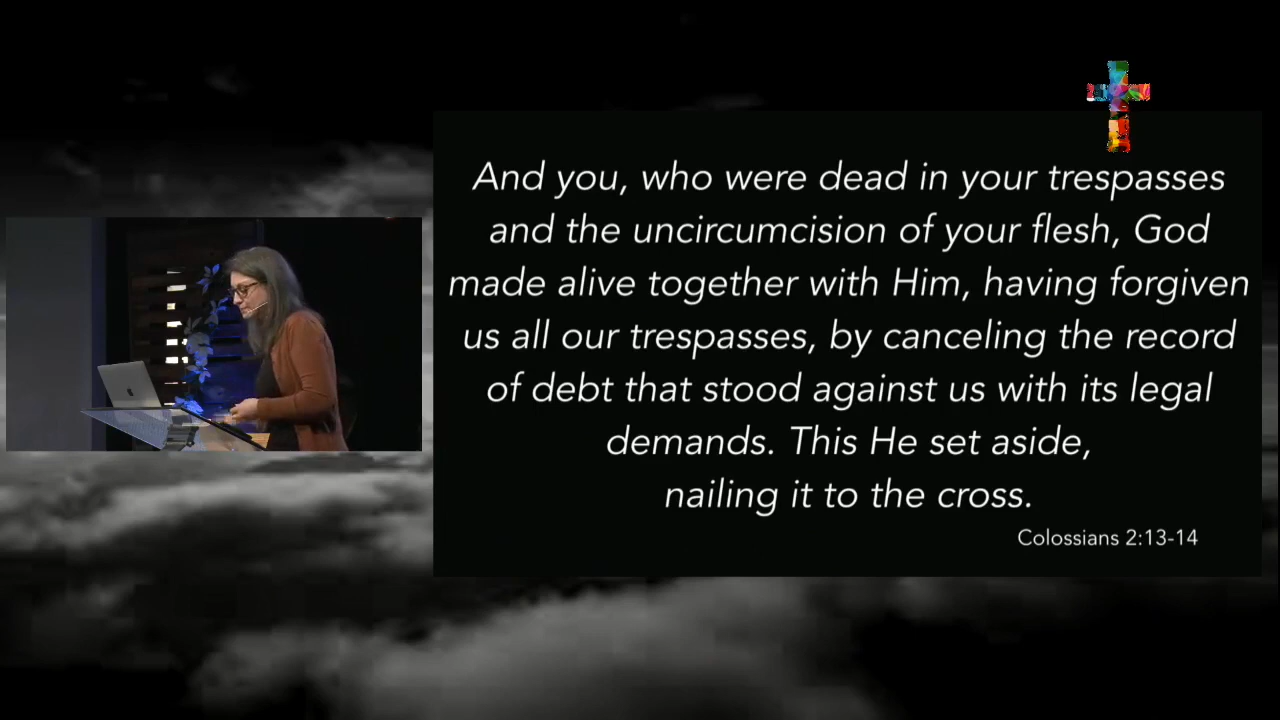 And you, who were dead in your trespasses
and the uncircumcision of your flesh, God
made alive together with Him, having forgiven
us all our trespasses, by canceling the record
of debt that stood against us with its legal
demands. This He set aside,
nailing it to the cross.
Colossians 2:13-14